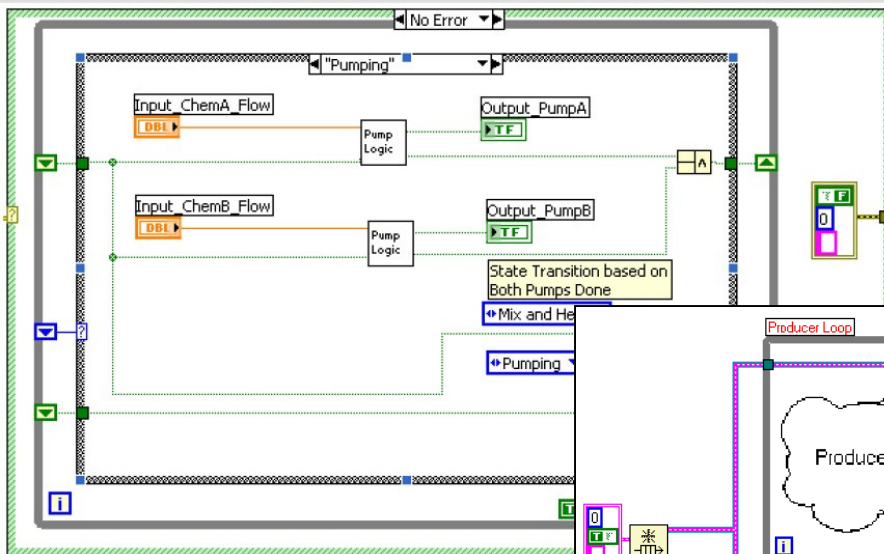 No Error
"Pumping"
Input_ChemA_Flow
DBL
Pump
Logic
Output_PumpA
TF
Input_ChemB_Flow
DBL
Pump
Logic
Output_PumpB
TF
State Transition based on
Both Pumps Done
Mix and He
Pumping
?
?
i
T
F
0
Producer Loop
Produce
0
T
i